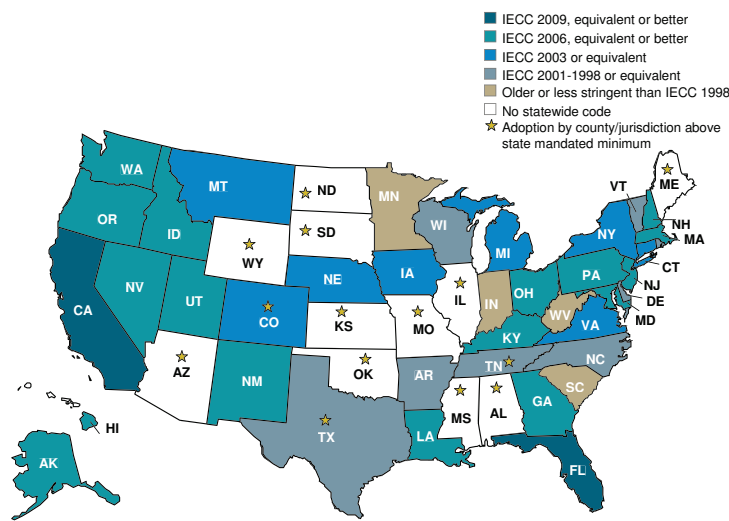 IECC 2009, equivalent or better
IECC 2006, equivalent or better
IECC 2003 or equivalent
IECC 2001-1998 or equivalent
Older or less stringent than IECC 1998
No statewide code
Adoption by county/jurisdiction above
state mandated minimum
WA
MT
ND
MN
VT
ME
OR
ID
SD
WI
NY
NH
MA
WY
MI
CT
NV
UT
NE
IA
IL
IN
OH
PA
NJ
DE
MD
CA
CO
KS
MO
KY
WV
VA
AZ
NM
OK
AR
TN
NC
SC
MS
AL
GA
HI
TX
LA
AK
FL